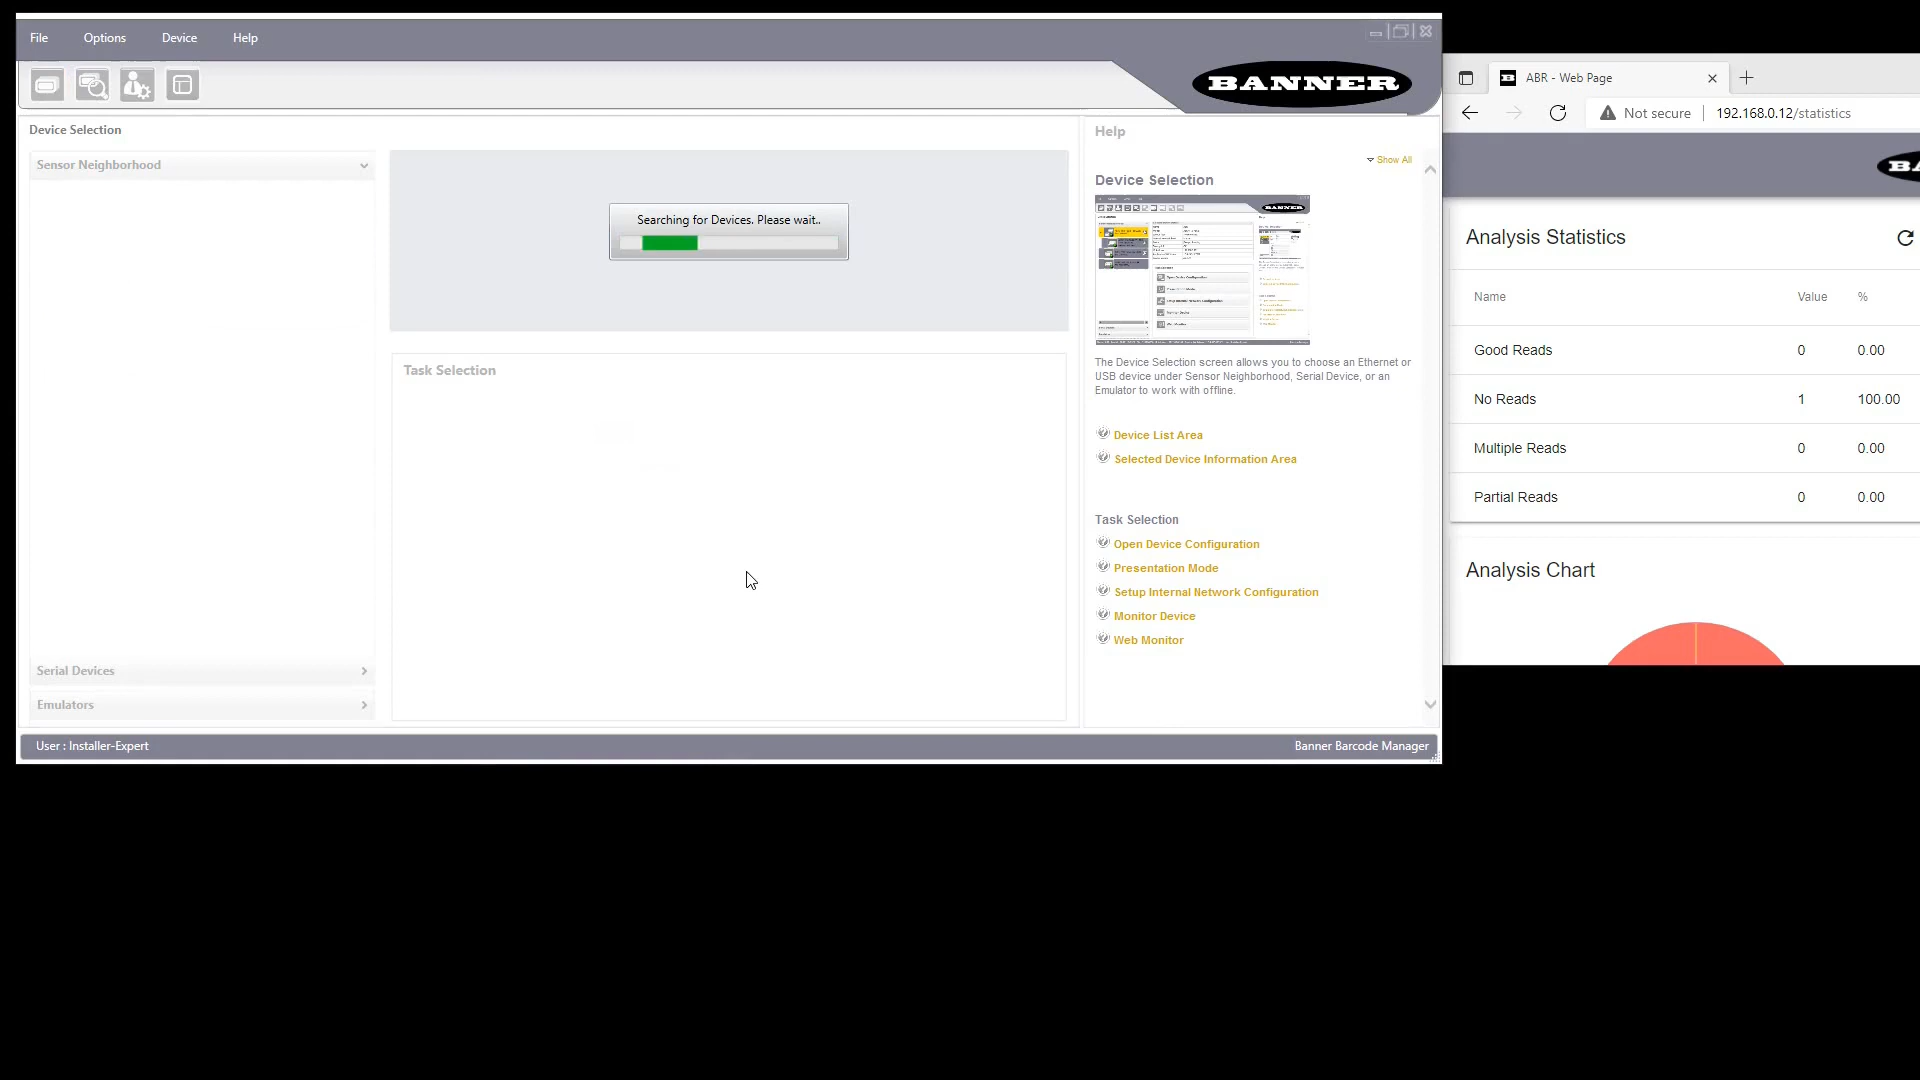 File Options Device Help
BANNER
Device Selection
Sensor Neighborhood
Searching for Devices. Please wait..
Task Selection
Serial Devices
Emulators
Help
Show All
Device Selection
BANNER
The Device Selection screen allows you to choose an Ethernet or
USB device under Sensor Neighborhood, Serial Device, or an
Emulator to work with offline.
Device List Area
Selected Device Information Area
Task Selection
Open Device Configuration
Presentation Mode
Setup Internal Network Configuration
Monitor Device
Web Monitor
User : Installer-Expert
Banner Barcode Manager
ABR - Web Page
Not secure 192.168.0.12/statistics
Analysis Statistics
Name Value %
Good Reads 0 0.00
No Reads 1 100.00
Multiple Reads 0 0.00
Partial Reads 0 0.00
Analysis Chart